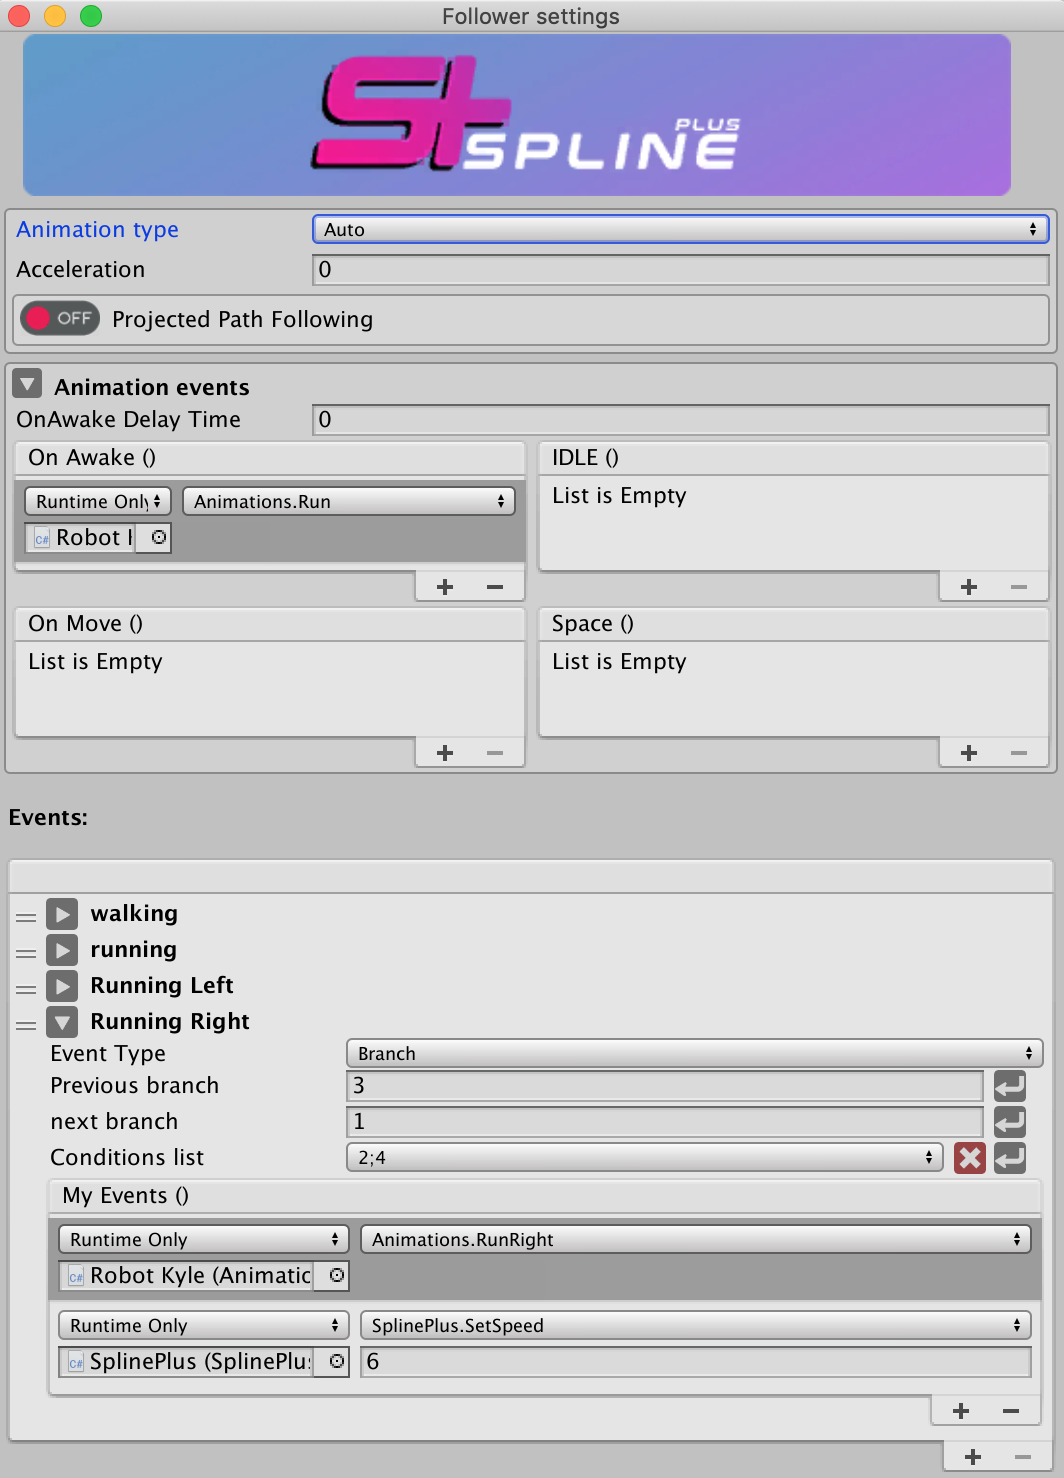 Follower settings
S+ SPLINE PLUS
Animation type Auto
Acceleration 0
OFF Projected Path Following
Animation events
OnAwake Delay Time 0
On Awake () IDLE ()
Runtime Only Animations.Run List is Empty
C# Robot
On Move () Space ()
List is Empty List is Empty
Events:
walking
running
Running Left
Running Right
Event Type Branch
Previous branch 3
next branch 1
Conditions list 2;4
My Events ()
Runtime Only Animations.RunRight
C# Robot Kyle (Animatic
Runtime Only SplinePlus.SetSpeed
C# SplinePlus (SplinePlus 6